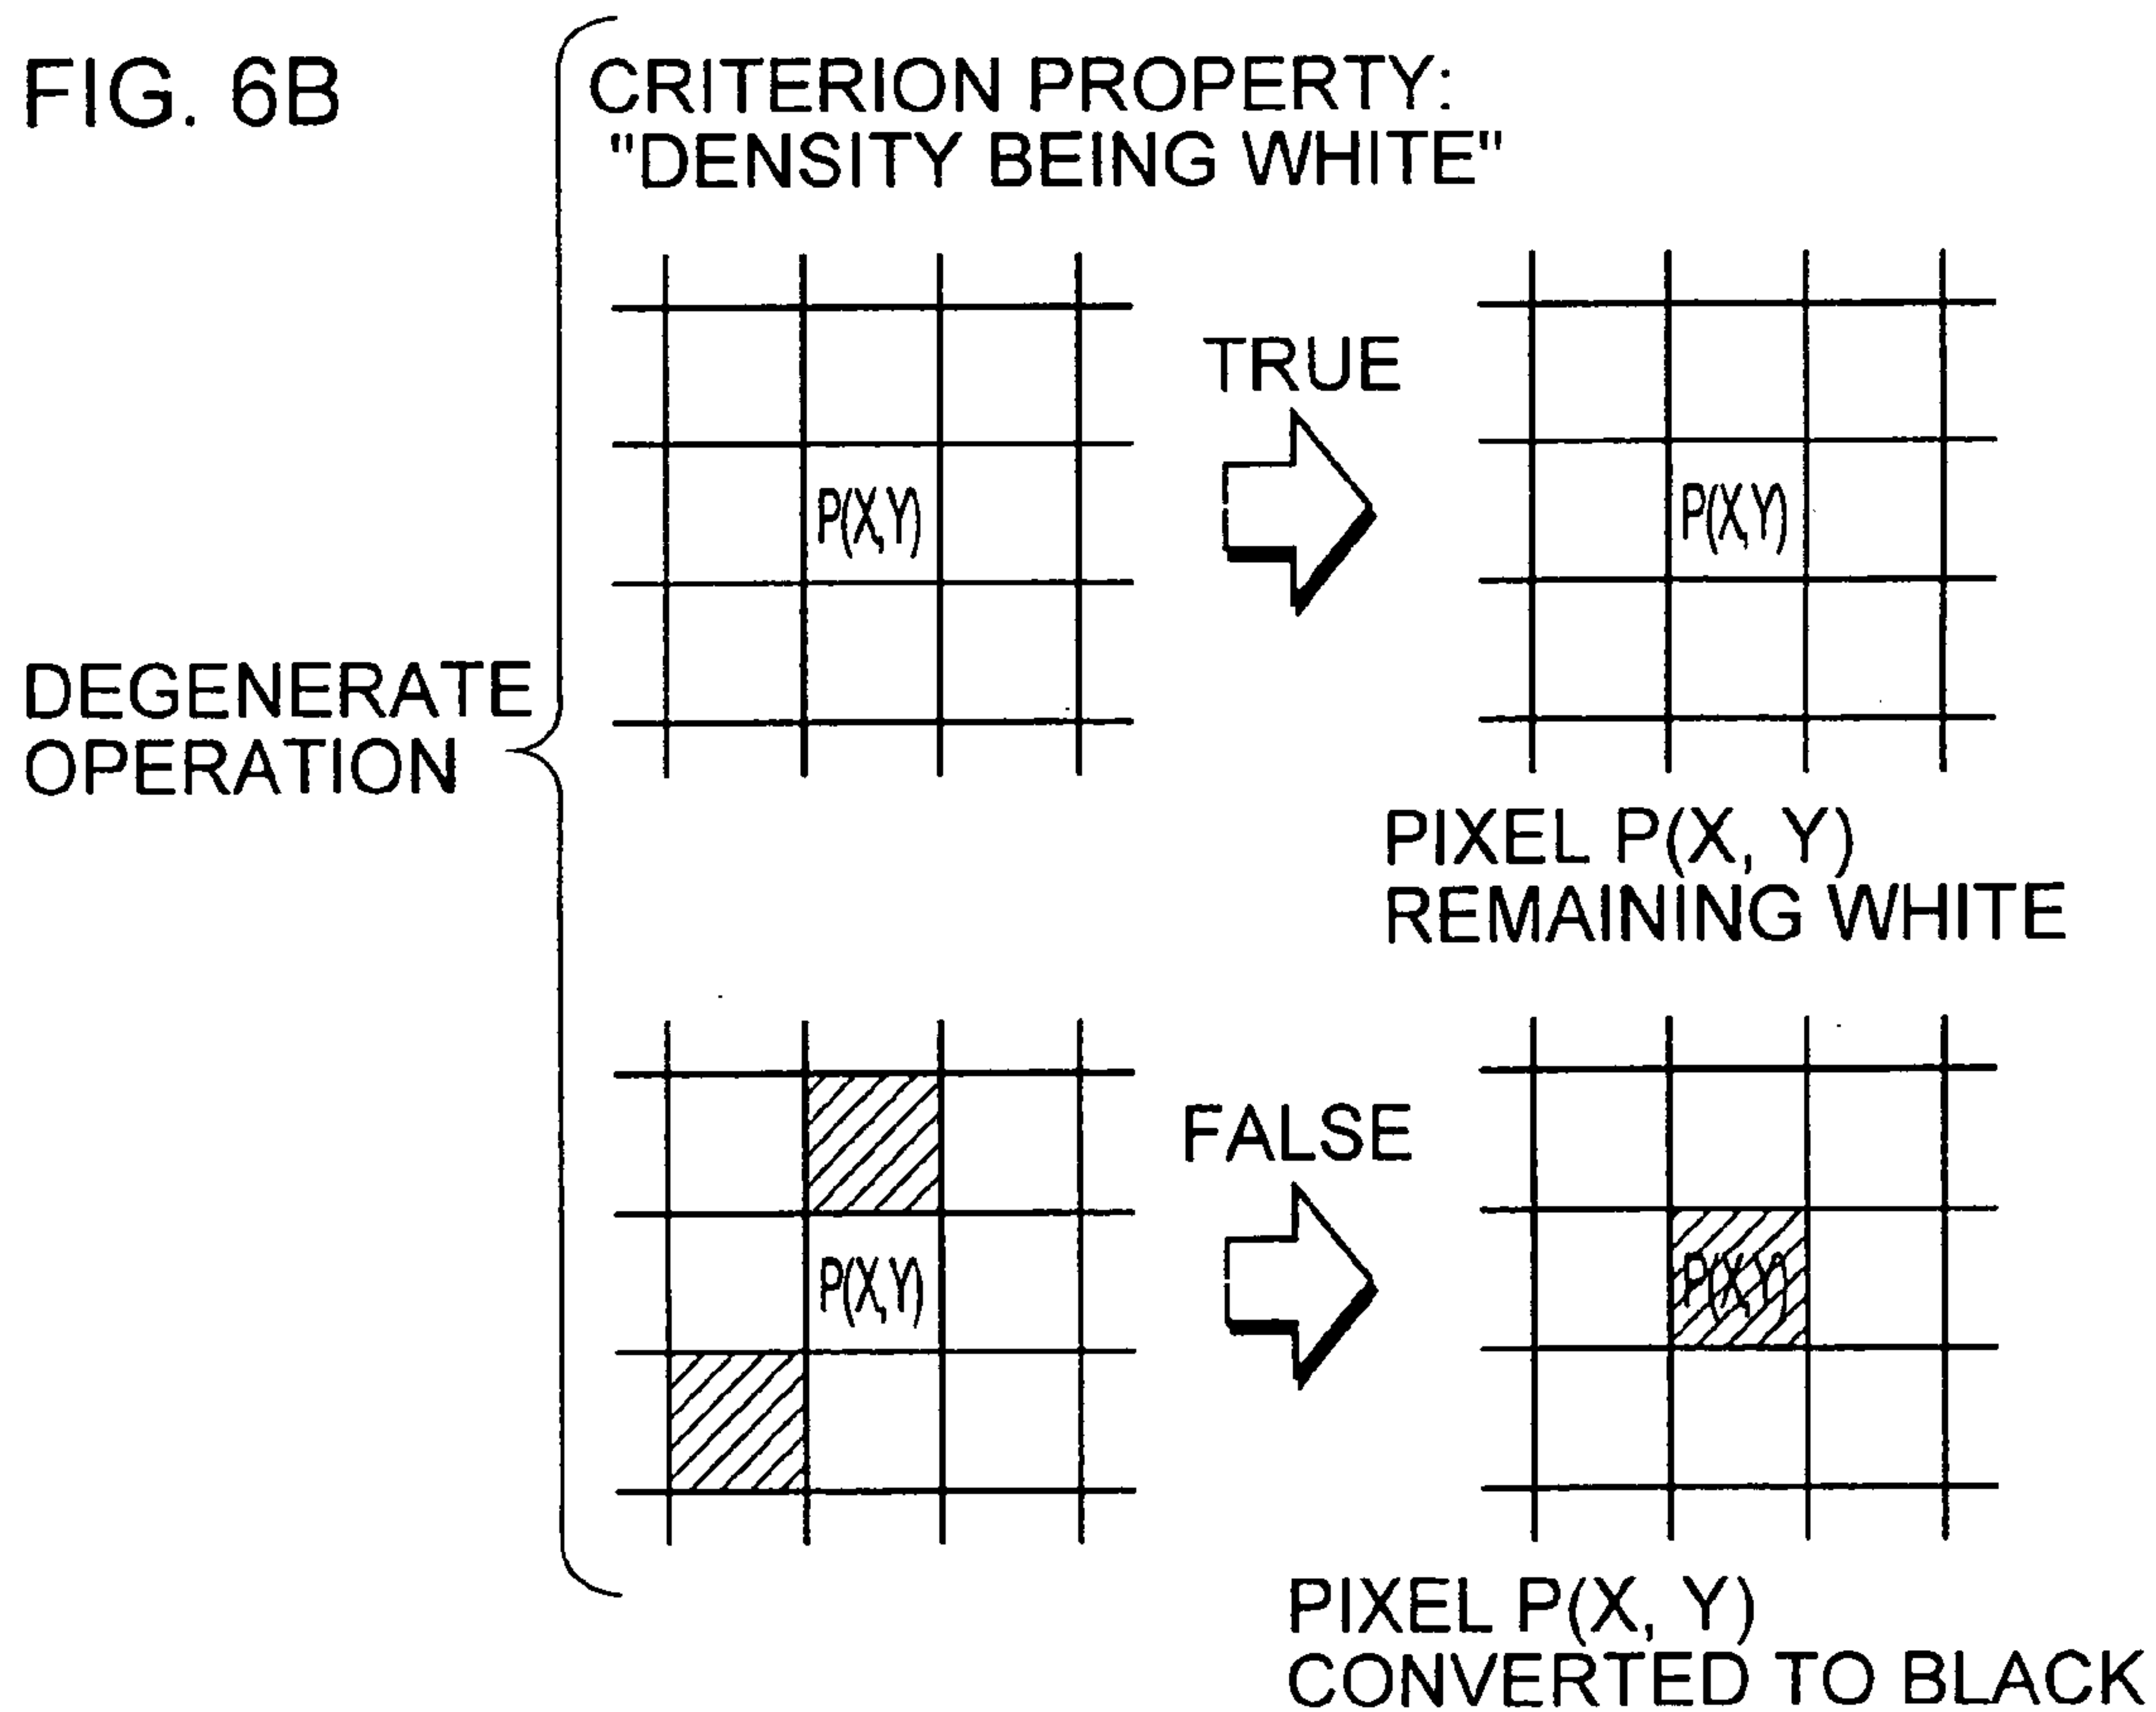 FIG. 6B
CRITERION PROPERTY:
"DENSITY BEING WHITE"
DEGENERATE
OPERATION
P(X,Y)
TRUE
P(X,Y)
PIXEL P(X, Y)
REMAINING WHITE
P(X,Y)
FALSE
P(X,Y)
PIXEL P(X, Y)
CONVERTED TO BLACK